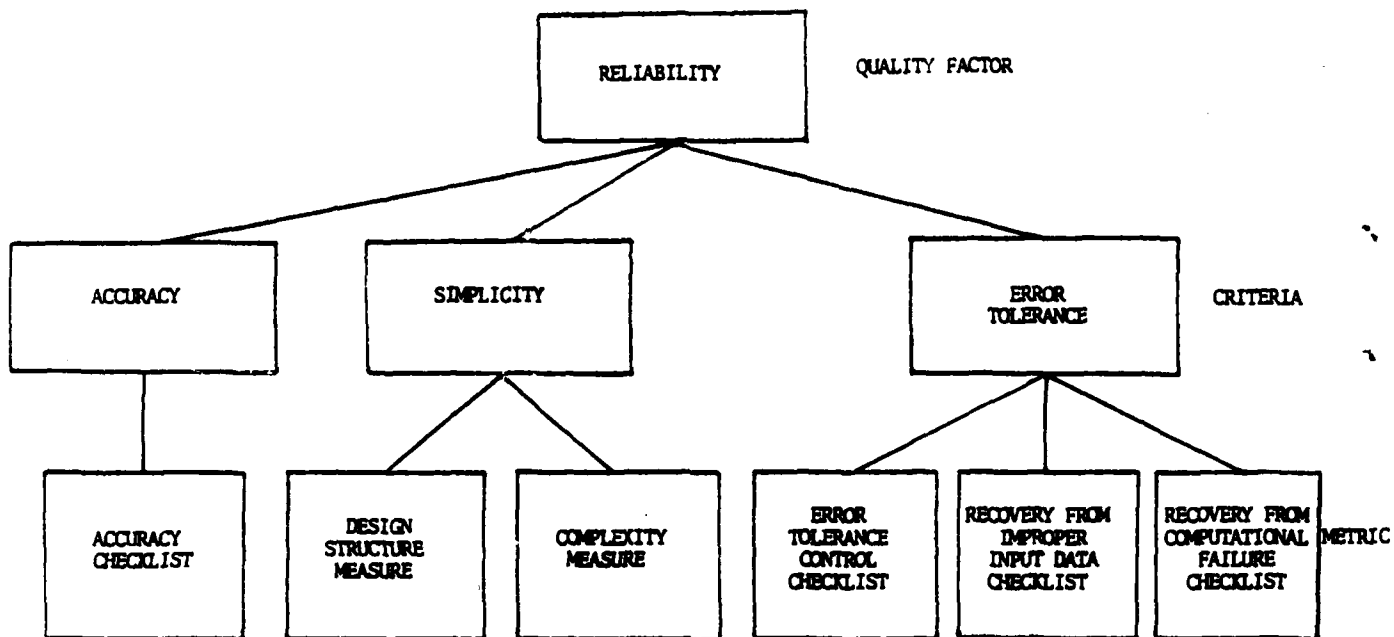 RELIABILITY
QUALITY FACTOR
ACCURACY
SIMPLICITY
ERROR
TOLERANCE
CRITERIA
ACCURACY
CHECKLIST
DESIGN
STRUCTURE
MEASURE
COMPLEXITY
MEASURE
ERROR
TOLERANCE
CONTROL
CHECKLIST
RECOVERY FROM
IMPROPER
INPUT DATA
CHECKLIST
RECOVERY FROM
COMPUTATIONAL
FAILURE
CHECKLIST
METRIC